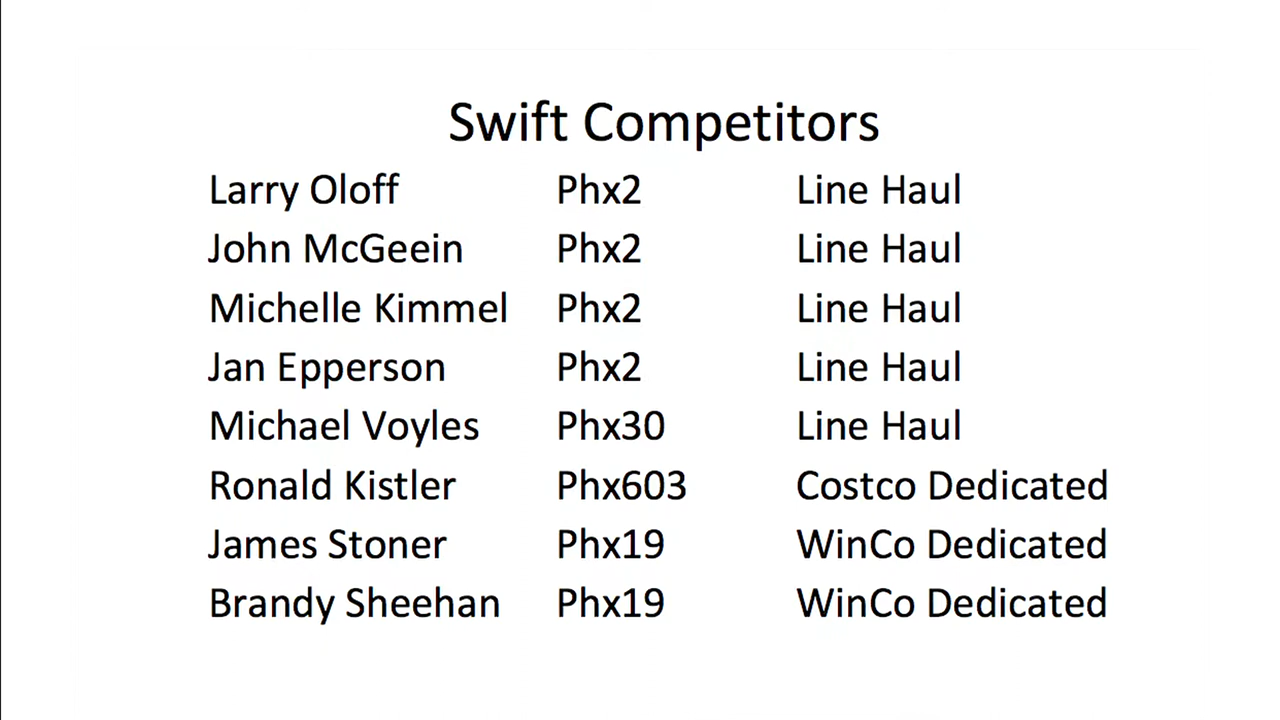 Swift Competitors
Larry Oloff Phx2 Line Haul
John McGeein Phx2 Line Haul
Michelle Kimmel Phx2 Line Haul
Jan Epperson Phx2 Line Haul
Michael Voyles Phx30 Line Haul
Ronald Kistler Phx603 Costco Dedicated
James Stoner Phx19 WinCo Dedicated
Brandy Sheehan Phx19 WinCo Dedicated